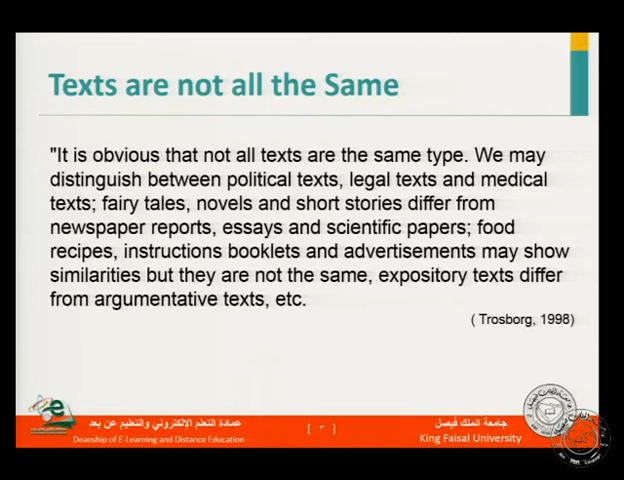 Texts are not all the Same
"It is obvious that not all texts are the same type. We may
distinguish between political texts, legal texts and medical
texts; fairy tales, novels and short stories differ from
newspaper reports, essays and scientific papers; food
recipes, instructions booklets and advertisements may show
similarities but they are not the same, expository texts differ
from argumentative texts, etc.
( Trosborg, 1998)
عمادة التعلم الإلكتروني والتعليم عن بعد
Deanship of E-Learning and Distance Education
[ ٣ ]
جامعة الملك فيصل
King Faisal University